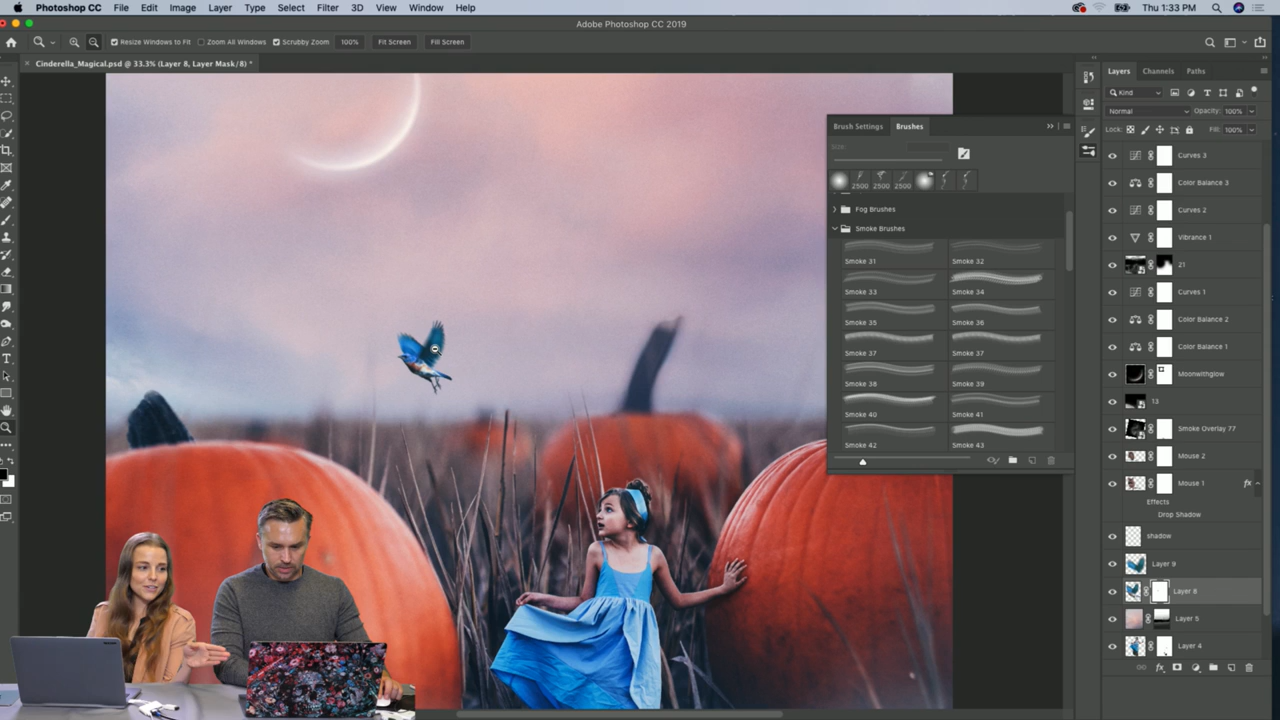 Photoshop CC File Edit Image Layer Type Select Filter 3D View Window Help Thu 1:33 PM
Adobe Photoshop CC 2019
Resize Windows to Fit Zoom All Windows Scrubby Zoom 100% Fit Screen Fill Screen
Cinderella_Magical.psd @ 33.3% (Layer 8, Layer Mask/8) *
Layers Channels Paths
Kind
Normal Opacity: 100%
Lock: Fill: 100%
Brush Settings Brushes
Size:
2500 2500 2500
Fog Brushes
Smoke Brushes
Smoke 31 Smoke 32
Smoke 33 Smoke 34
Smoke 35 Smoke 36
Smoke 37 Smoke 37
Smoke 38 Smoke 39
Smoke 40 Smoke 41
Smoke 42 Smoke 43
Curves 3
Color Balance 3
Curves 2
Vibrance 1
21
Curves 1
Color Balance 2
Color Balance 1
Moonwithglow
13
Smoke Overlay 77
Mouse 2
Mouse 1 fx
Effects
Drop Shadow
shadow
Layer 9
Layer 8
Layer 5
Layer 4